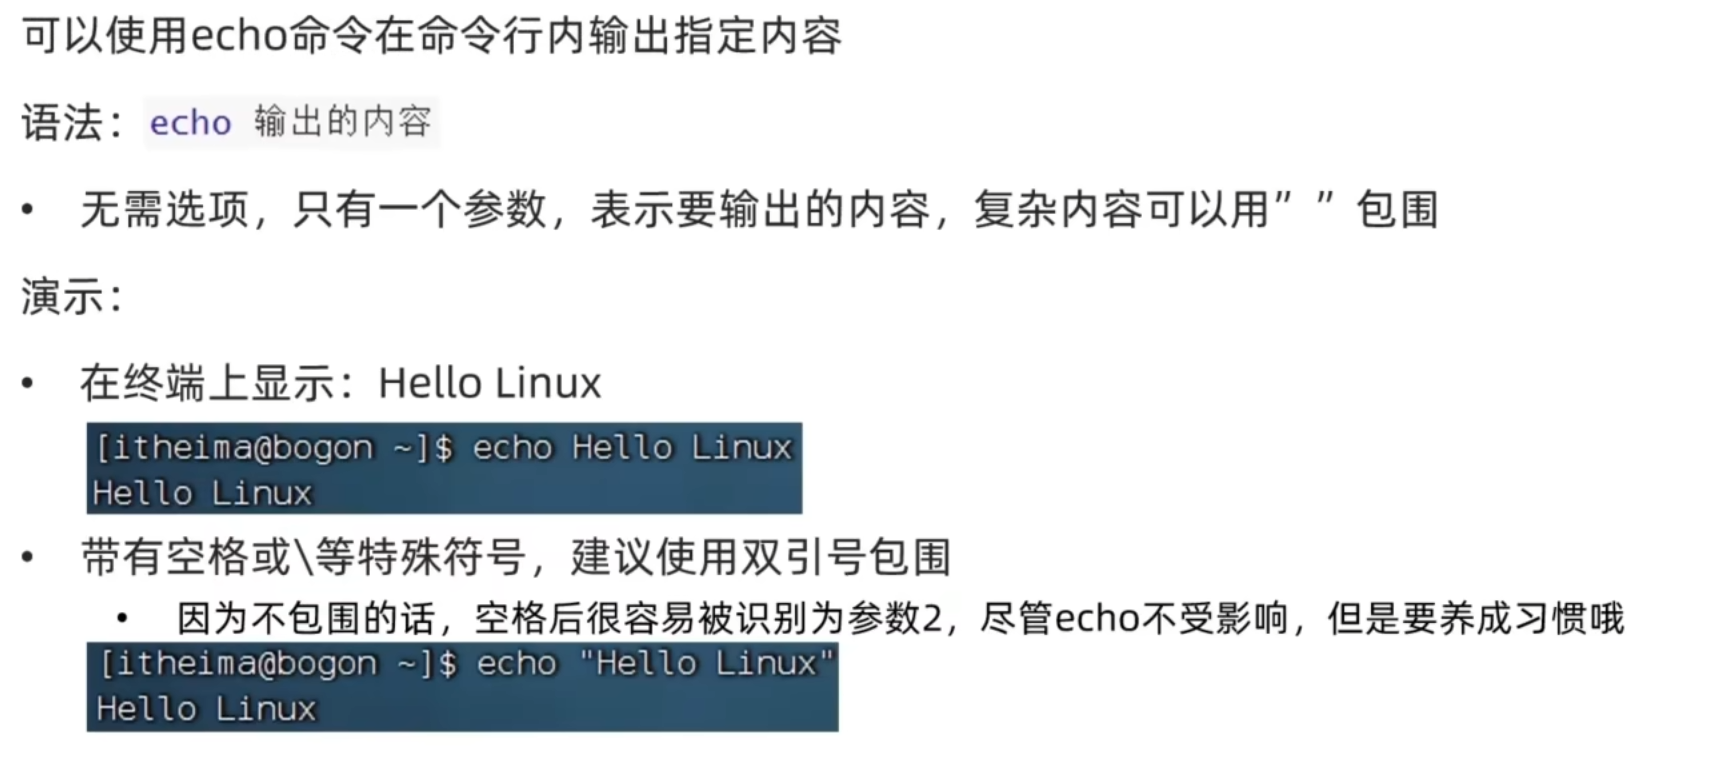 可以使用echo命令在命令行内输出指定内容
语法：echo 输出的内容
• 无需选项，只有一个参数，表示要输出的内容，复杂内容可以用” ”包围
演示：
• 在终端上显示：Hello Linux
[itheima@bogon ~]$ echo Hello Linux
Hello Linux
• 带有空格或\等特殊符号，建议使用双引号包围
• 因为不包围的话，空格后很容易被识别为参数2，尽管echo不受影响，但是要养成习惯哦
[itheima@bogon ~]$ echo "Hello Linux"
Hello Linux